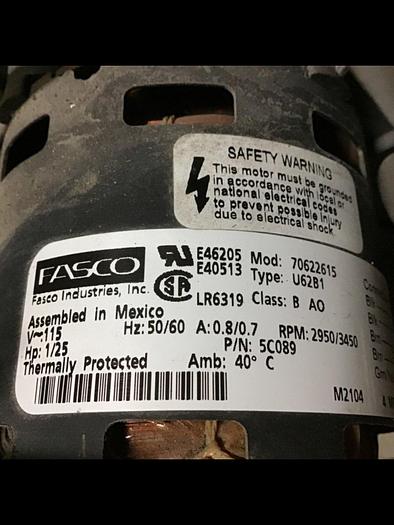 SAFETY WARNING
This motor must be grounded
in accordance with local or
national electrical codes
to prevent possible injury
due to electrical shock
FASCO
Fasco Industries, Inc.
E46205
E40513
LR6319
Mod: 70622615
Type: U62B1
Class: B AO
Assembled in Mexico
V~115 Hz: 50/60 A: 0.8/0.7 RPM: 2950/3450
Hp: 1/25 P/N: 5C089
Thermally Protected Amb: 40° C
M2104